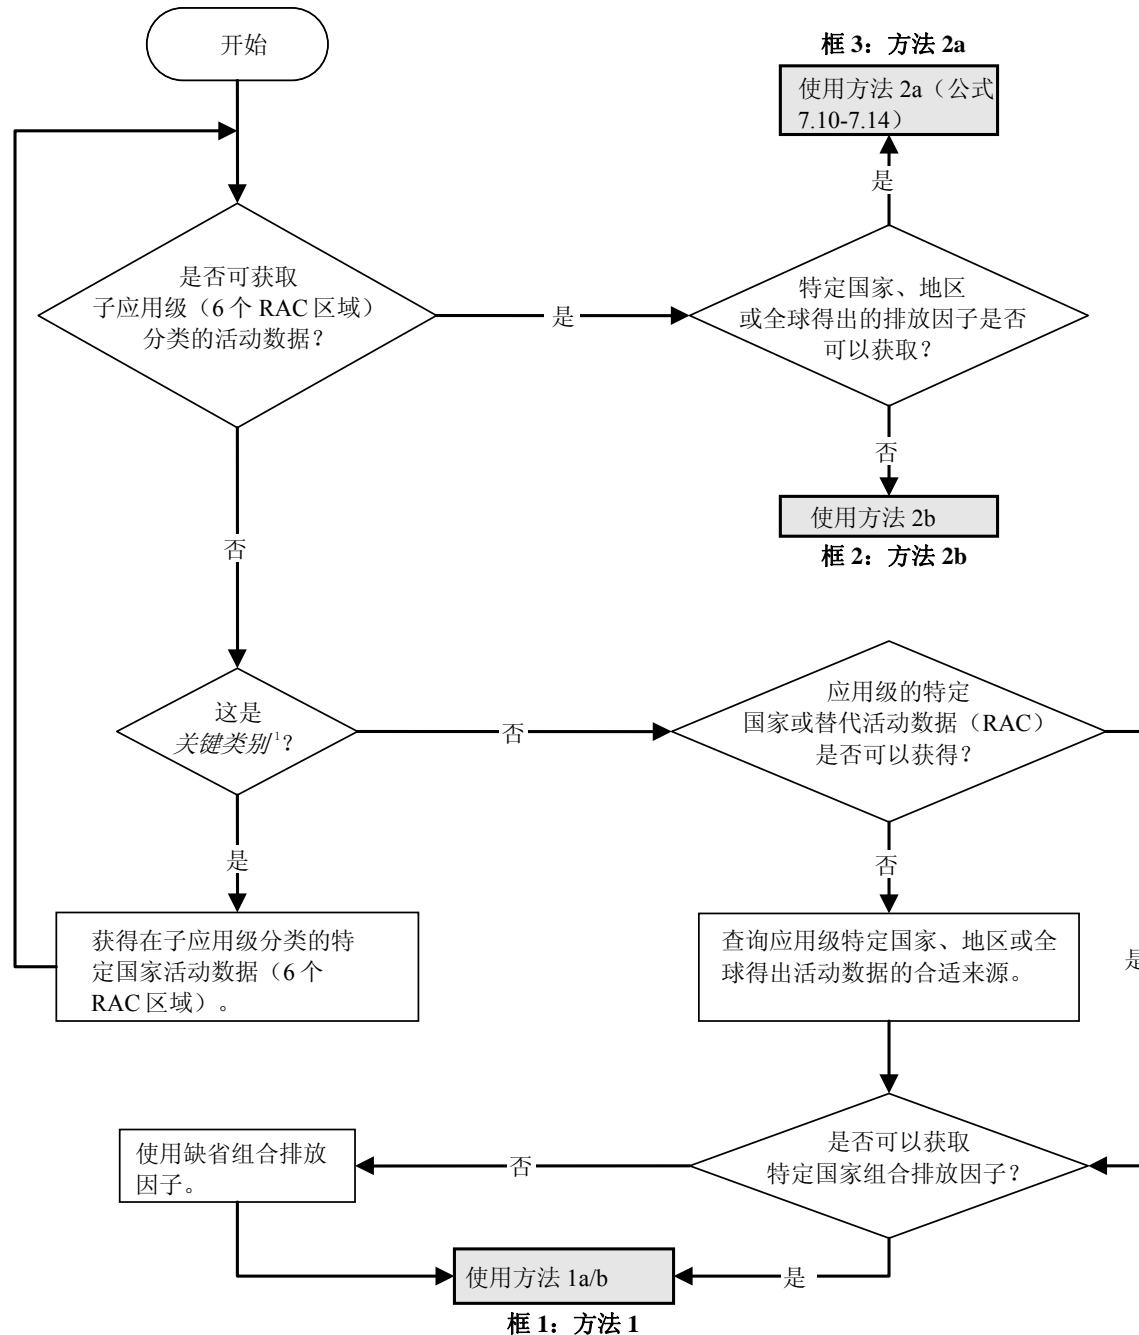 开始
框 3：方法 2a
使用方法 2a（公式
7.10-7.14）
是
是否可获取
子应用级（6 个 RAC 区域）
分类的活动数据？
是
特定国家、地区
或全球得出的排放因子是否
可以获取？
否
使用方法 2b
框 2：方法 2b
否
这是
关键类别¹？
否
应用级的特定
国家或替代活动数据（RAC）
是否可以获得？
是
否
获得在子应用级分类的特
定国家活动数据（6 个
RAC 区域）。
查询应用级特定国家、地区或全
球得出活动数据的合适来源。
是
是否可以获取
特定国家组合排放因子？
否
使用缺省组合排放
因子。
是
使用方法 1a/b
框 1：方法 1